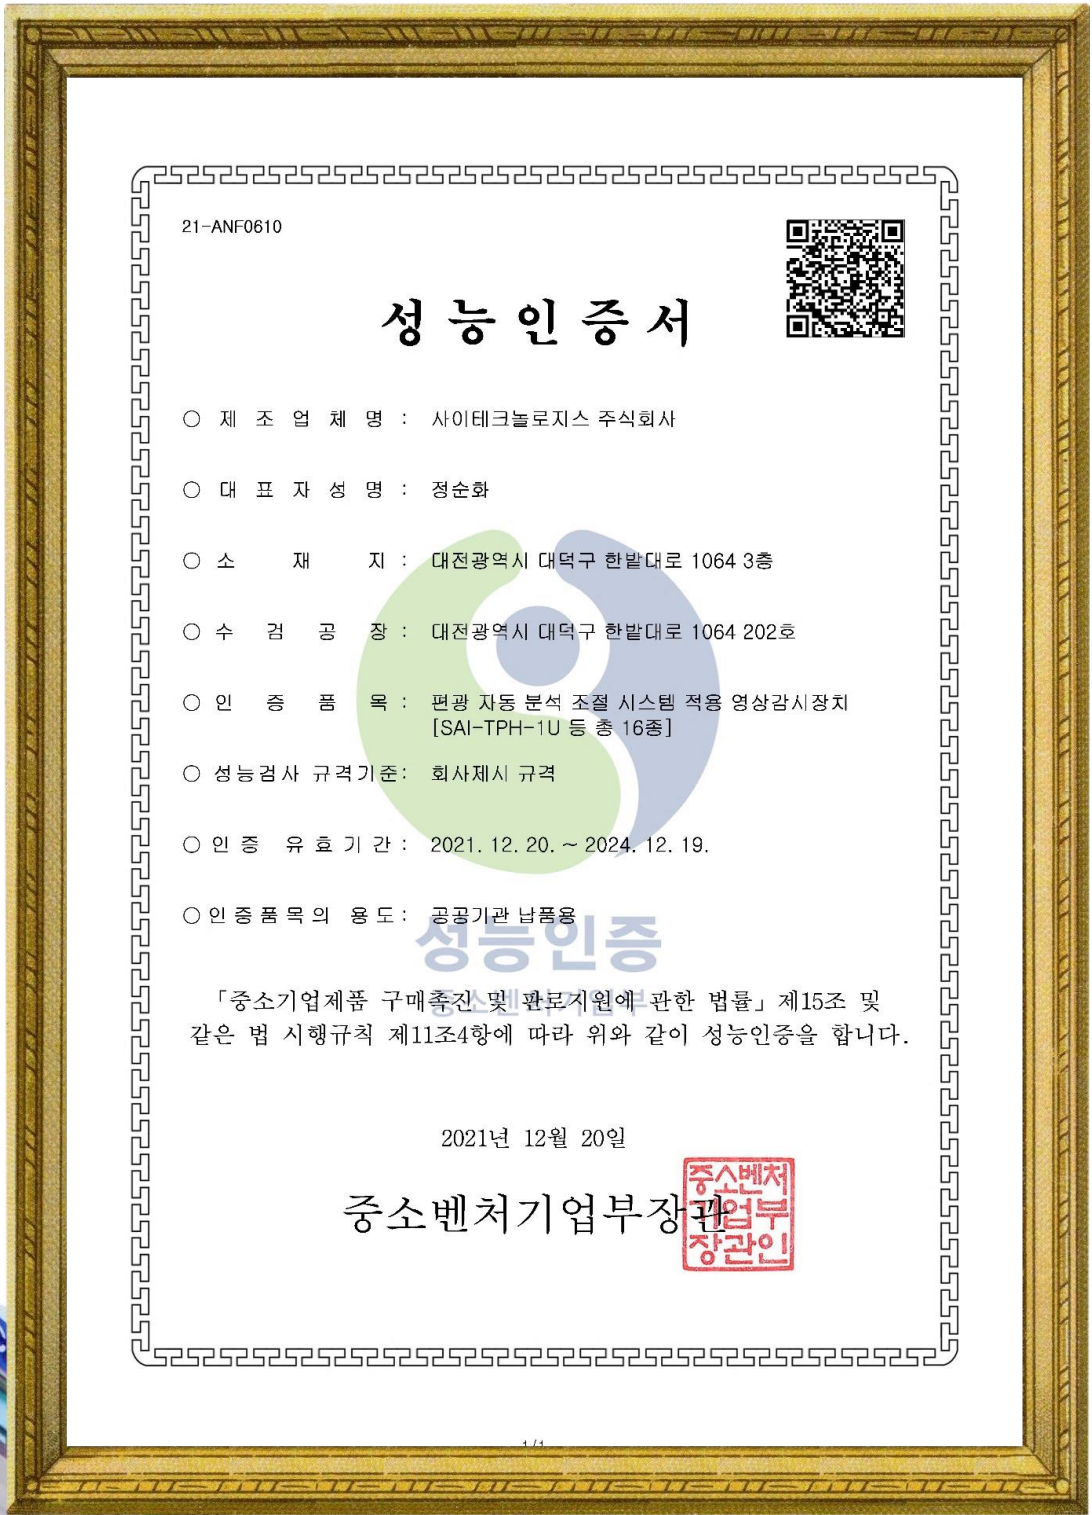 21-ANF0610
성능인증서
○ 제 조 업 체 명 : 사이테크놀로지스 주식회사
○ 대 표 자 성 명 : 정순화
○ 소 재 지 : 대전광역시 대덕구 한밭대로 1064 3층
○ 수 검 공 장 : 대전광역시 대덕구 한밭대로 1064 202호
○ 인 증 품 목 : 편광 자동 분석 조절 시스템 적용 영상감시장치
[SAI-TPH-1U 등 총 16종]
○ 성능검사 규격기준: 회사제시 규격
○ 인 증 유 효 기 간 : 2021. 12. 20. ~ 2024. 12. 19.
○ 인 증 품 목 의 용 도 : 공공기관 납품용
성능인증
중소벤처기업부
「중소기업제품 구매촉진 및 판로지원에 관한 법률」 제15조 및
같은 법 시행규칙 제11조4항에 따라 위와 같이 성능인증을 합니다.
2021년 12월 20일
중소벤처기업부장관
중소벤처
기업부
장관인
1/1